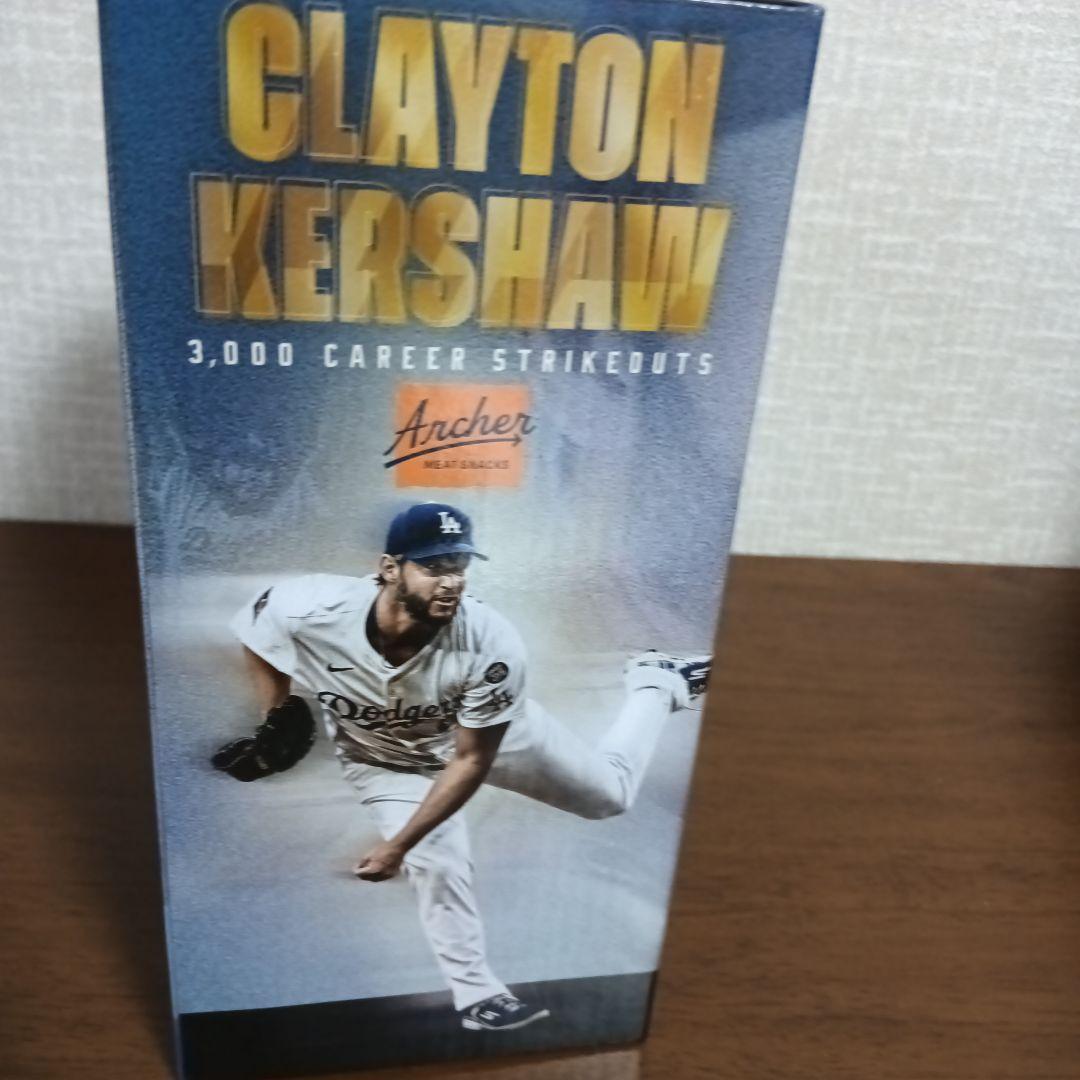 CLAYTON
KERSHAW
3,000 CAREER STRIKEOUTS
Archer
MEAT SNACKS
LA
Dodgers